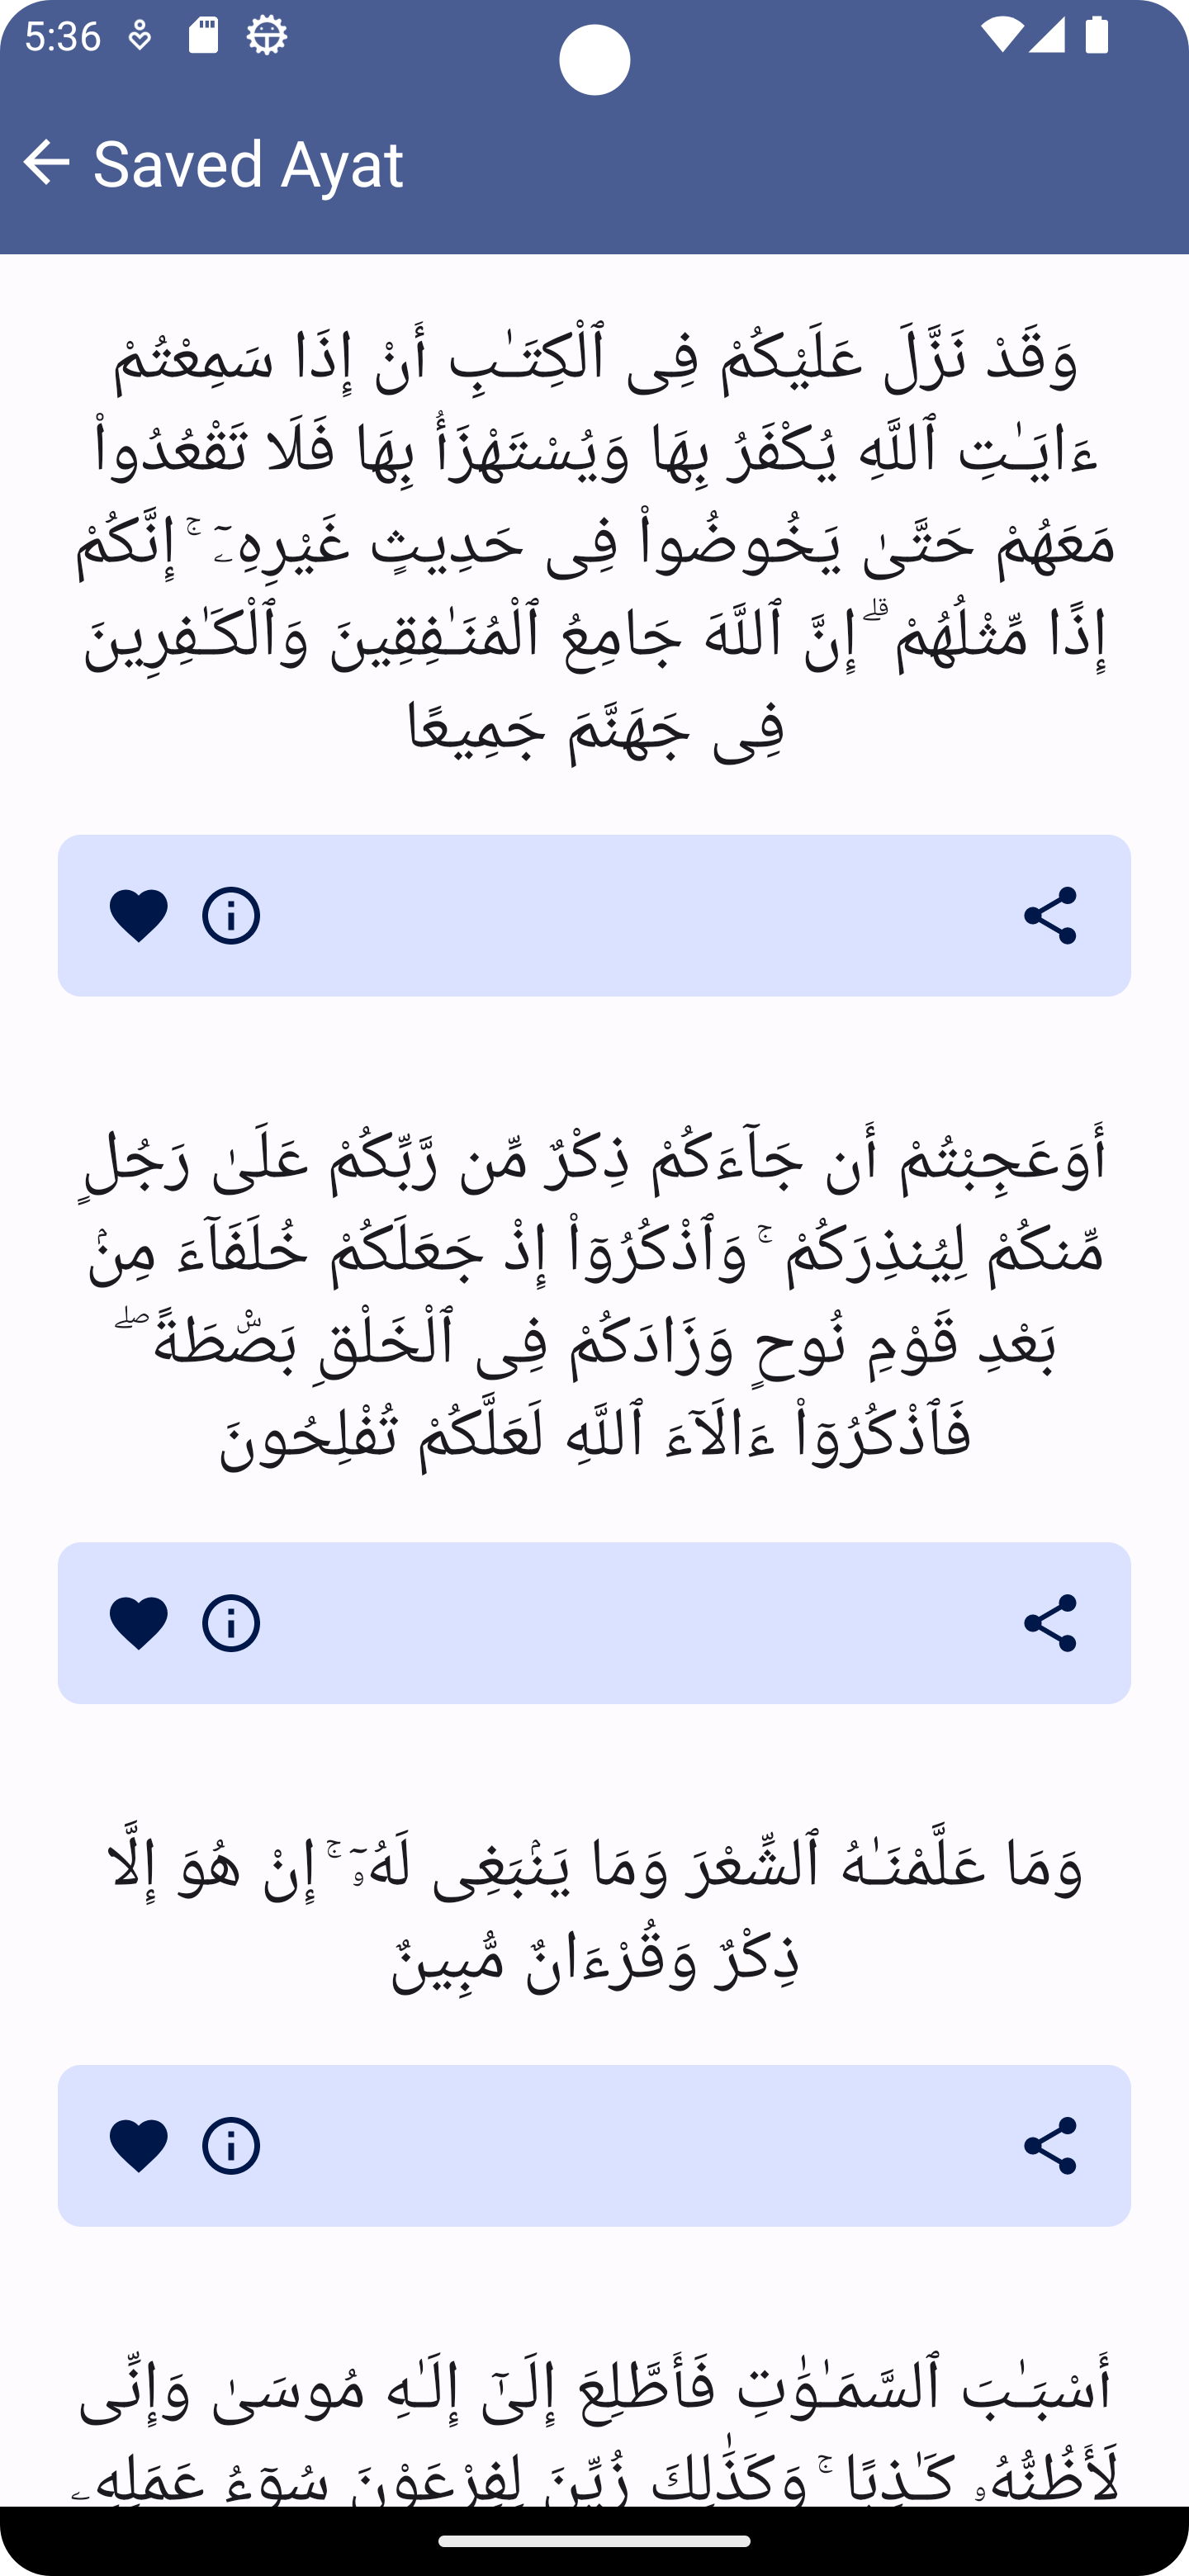 5:36
Saved Ayat
وَقَدْ نَزَّلَ عَلَيْكُمْ فِى ٱلْكِتَـٰبِ أَنْ إِذَا سَمِعْتُمْ
ءَايَـٰتِ ٱللَّهِ يُكْفَرُ بِهَا وَيُسْتَهْزَأُ بِهَا فَلَا تَقْعُدُوا۟
مَعَهُمْ حَتَّىٰ يَخُوضُوا۟ فِى حَدِيثٍ غَيْرِهِۦٓ ۚ إِنَّكُمْ
إِذًا مِّثْلُهُمْ ۗ إِنَّ ٱللَّهَ جَامِعُ ٱلْمُنَـٰفِقِينَ وَٱلْكَـٰفِرِينَ
فِى جَهَنَّمَ جَمِيعًا
أَوَعَجِبْتُمْ أَن جَآءَكُمْ ذِكْرٌ مِّن رَّبِّكُمْ عَلَىٰ رَجُلٍ
مِّنكُمْ لِيُنذِرَكُمْ ۚ وَٱذْكُرُوٓا۟ إِذْ جَعَلَكُمْ خُلَفَآءَ مِنۢ
بَعْدِ قَوْمِ نُوحٍ وَزَادَكُمْ فِى ٱلْخَلْقِ بَصْۜطَةً ۖ
فَٱذْكُرُوٓا۟ ءَالَآءَ ٱللَّهِ لَعَلَّكُمْ تُفْلِحُونَ
وَمَا عَلَّمْنَـٰهُ ٱلشِّعْرَ وَمَا يَنۢبَغِى لَهُۥٓ ۚ إِنْ هُوَ إِلَّا
ذِكْرٌ وَقُرْءَانٌ مُّبِينٌ
أَسْبَـٰبَ ٱلسَّمَـٰوَٰتِ فَأَطَّلِعَ إِلَىٰٓ إِلَـٰهِ مُوسَىٰ وَإِنِّى
لَأَظُنُّهُۥ كَـٰذِبًا ۚ وَكَذَٰلِكَ زُيِّنَ لِفِرْعَوْنَ سُوٓءُ عَمَلِهِۦ